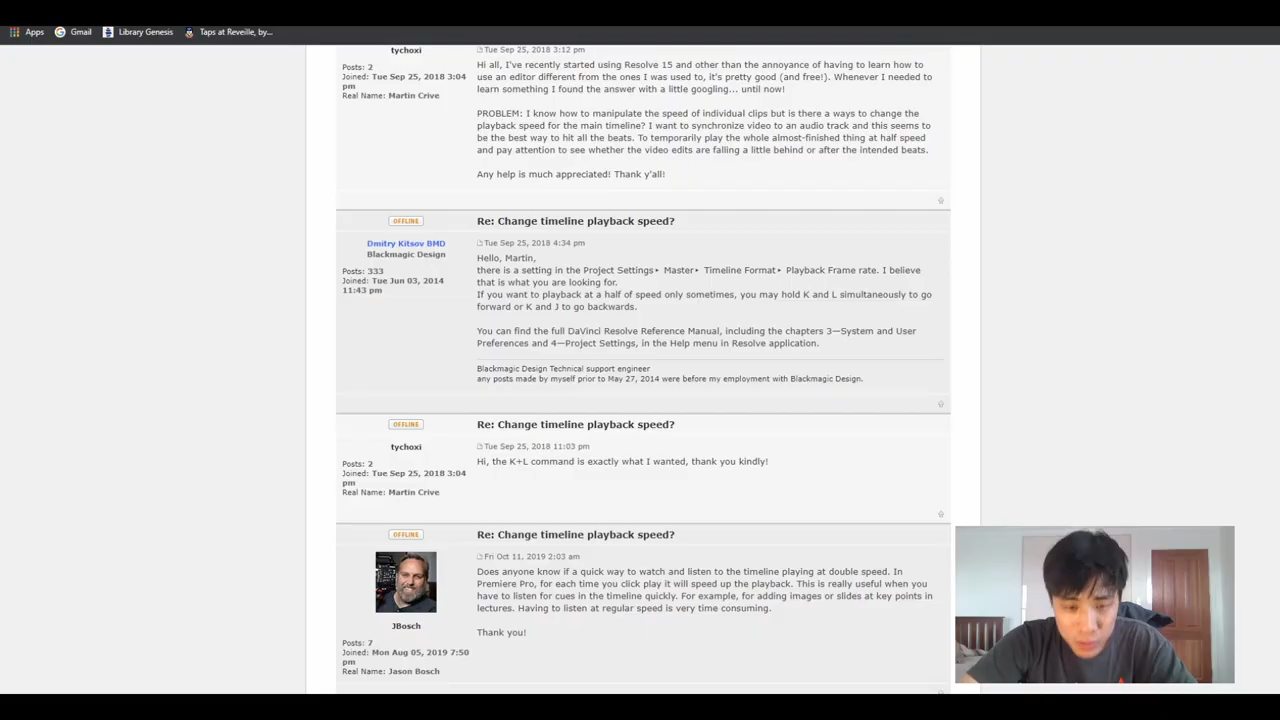 Apps Gmail Library Genesis Taps at Reveille, by...
tychoxi
Posts: 2
Joined: Tue Sep 25, 2018 3:04
pm
Real Name: Martin Crive
Tue Sep 25, 2018 3:12 pm
Hi all, I've recently started using Resolve 15 and other than the annoyance of having to learn how to
use an editor different from the ones I was used to, it's pretty good (and free!). Whenever I needed to
learn something I found the answer with a little googling... until now!
PROBLEM: I know how to manipulate the speed of individual clips but is there a ways to change the
playback speed for the main timeline? I want to synchronize video to an audio track and this seems to
be the best way to hit all the beats. To temporarily play the whole almost-finished thing at half speed
and pay attention to see whether the video edits are falling a little behind or after the intended beats.
Any help is much appreciated! Thank y'all!
OFFLINE
Dmitry Kitsov BMD
Blackmagic Design
Posts: 333
Joined: Tue Jun 03, 2014
11:43 pm
Re: Change timeline playback speed?
Tue Sep 25, 2018 4:34 pm
Hello, Martin,
there is a setting in the Project Settings‣ Master‣ Timeline Format‣ Playback Frame rate. I believe
that is what you are looking for.
If you want to playback at a half of speed only sometimes, you may hold K and L simultaneously to go
forward or K and J to go backwards.
You can find the full DaVinci Resolve Reference Manual, including the chapters 3—System and User
Preferences and 4—Project Settings, in the Help menu in Resolve application.
Blackmagic Design Technical support engineer
any posts made by myself prior to May 27, 2014 were before my employment with Blackmagic Design.
OFFLINE
tychoxi
Posts: 2
Joined: Tue Sep 25, 2018 3:04
pm
Real Name: Martin Crive
Re: Change timeline playback speed?
Tue Sep 25, 2018 11:03 pm
Hi, the K+L command is exactly what I wanted, thank you kindly!
OFFLINE
JBosch
Posts: 7
Joined: Mon Aug 05, 2019 7:50
pm
Real Name: Jason Bosch
Re: Change timeline playback speed?
Fri Oct 11, 2019 2:03 am
Does anyone know if a quick way to watch and listen to the timeline playing at double speed. In
Premiere Pro, for each time you click play it will speed up the playback. This is really useful when you
have to listen for cues in the timeline quickly. For example, for adding images or slides at key points in
lectures. Having to listen at regular speed is very time consuming.
Thank you!